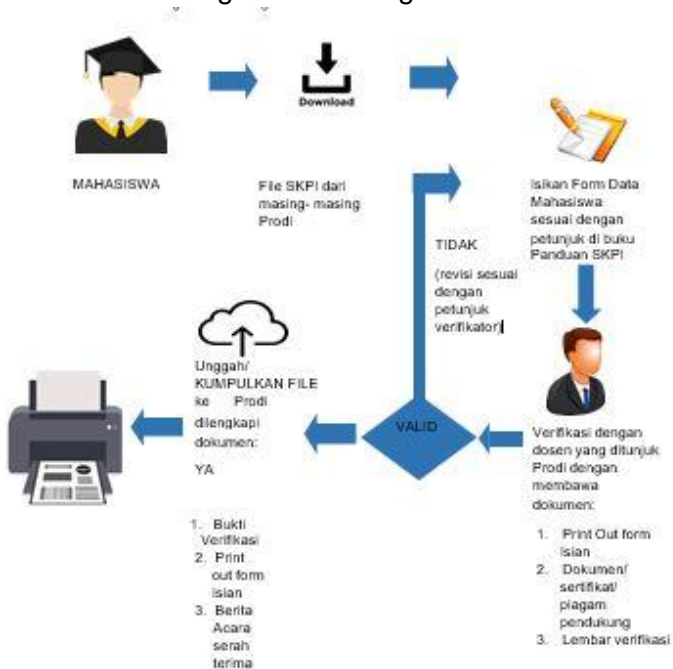 MAHASISWA
Download
File SKPI dari
masing- masing
Prodi
Isikan Form Data
Mahasiswa
sesuai dengan
petunjuk di buku
Panduan SKPI
TIDAK
(revisi sesuai
dengan
petunjuk
verifikator)
VALID
Verifikasi dengan
dosen yang ditunjuk
Prodi dengan
membawa
dokumen:
1. Print Out form
isian
2. Dokumen/
sertifikat/
piagam
pendukung
3. Lembar verifikasi
Unggah/
KUMPULKAN FILE
ke Prodi
dilengkapi
dokumen:
YA
1. Bukti
Verifikasi
2. Print
out form
isian
3. Berita
Acara
serah
terima